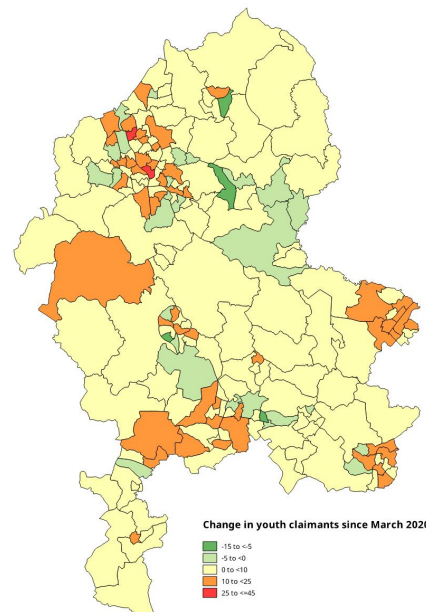 Change in youth claimants since March 2020
-15 to <-5
-5 to <0
0 to <10
10 to <25
25 to <=45